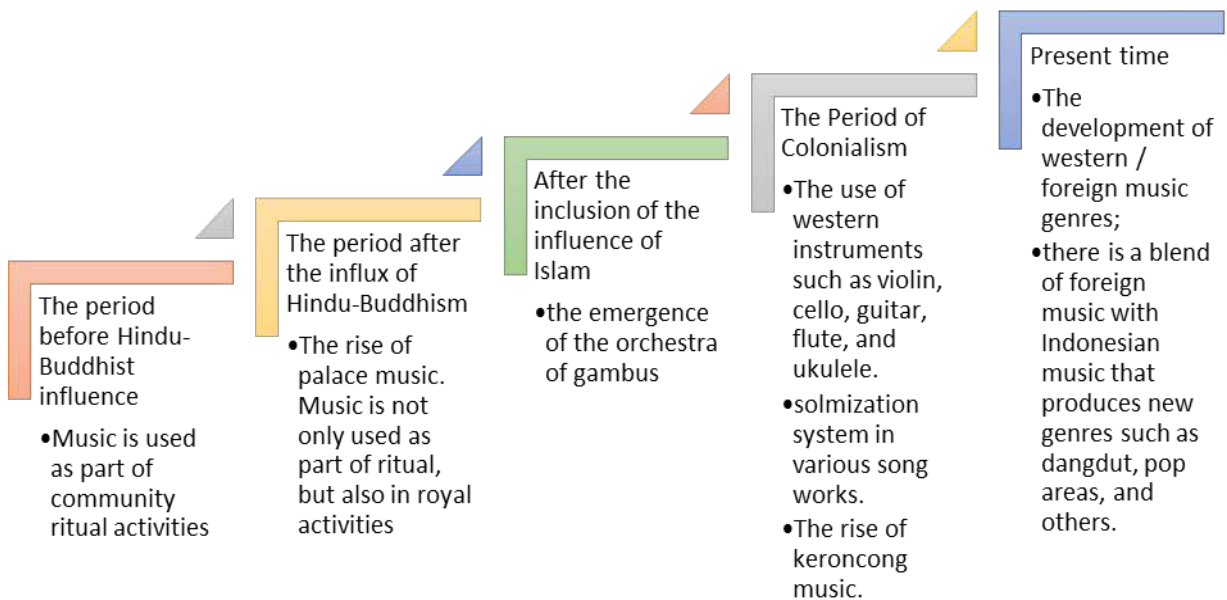 The period
before Hindu-
Buddhist
influence
•Music is used
as part of
community
ritual activities
The period after
the influx of
Hindu-Buddhism
•The rise of
palace music.
Music is not
only used as
part of ritual,
but also in royal
activities
After the
inclusion of the
influence of
Islam
•the emergence
of the orchestra
of gambus
The Period of
Colonialism
•The use of
western
instruments
such as violin,
cello, guitar,
flute, and
ukulele.
•solmization
system in
various song
works.
•The rise of
keroncong
music.
Present time
•The
development of
western /
foreign music
genres;
•there is a blend
of foreign
music with
Indonesian
music that
produces new
genres such as
dangdut, pop
areas, and
others.